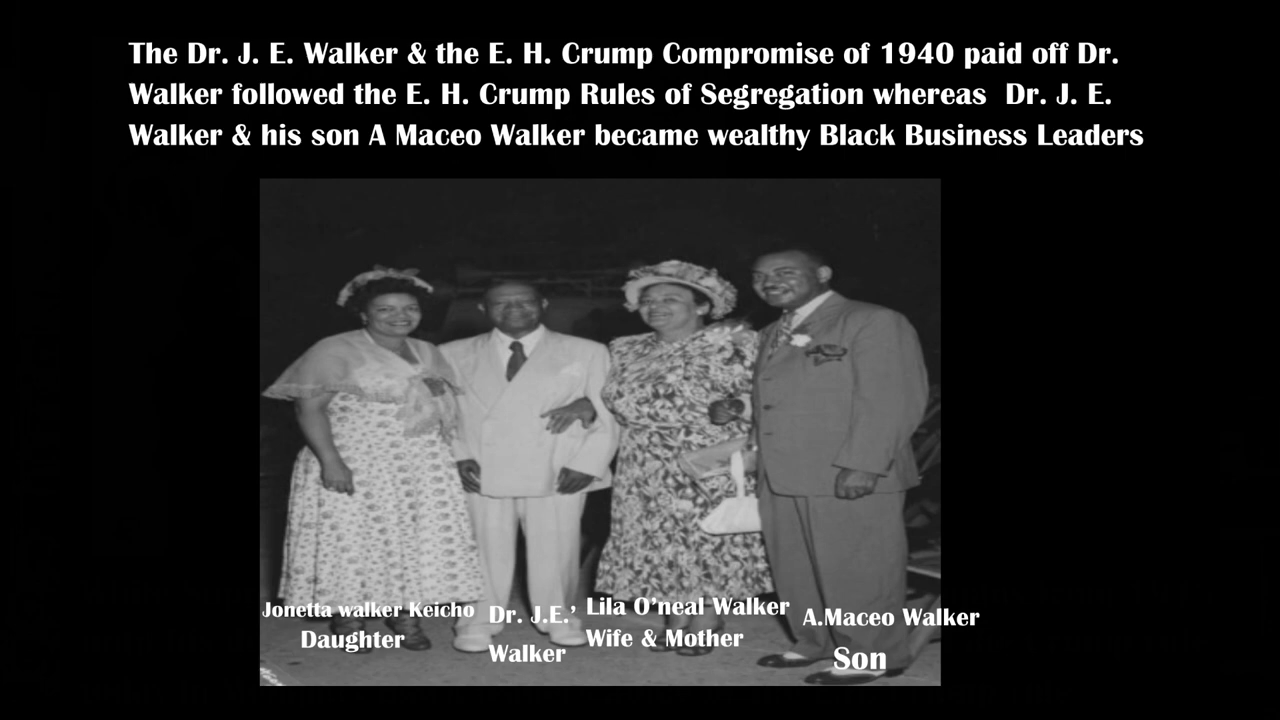 The Dr. J. E. Walker & the E. H. Crump Compromise of 1940 paid off Dr.
Walker followed the E. H. Crump Rules of Segregation whereas Dr. J. E.
Walker & his son A Maceo Walker became wealthy Black Business Leaders
Jonetta walker Keicho
Daughter
Dr. J.E.’
Walker
Lila O’neal Walker
Wife & Mother
A.Maceo Walker
Son